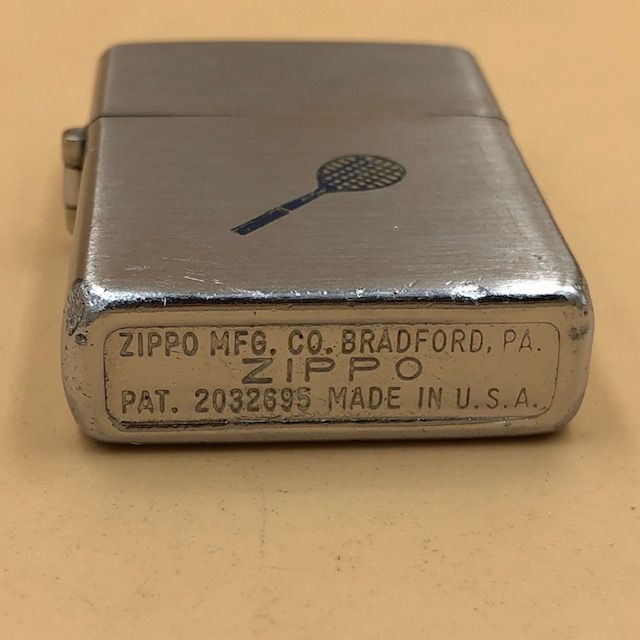 ZIPPO MFG. CO. BRADFORD, PA.
ZIPPO
PAT. 2032695 MADE IN U.S.A.